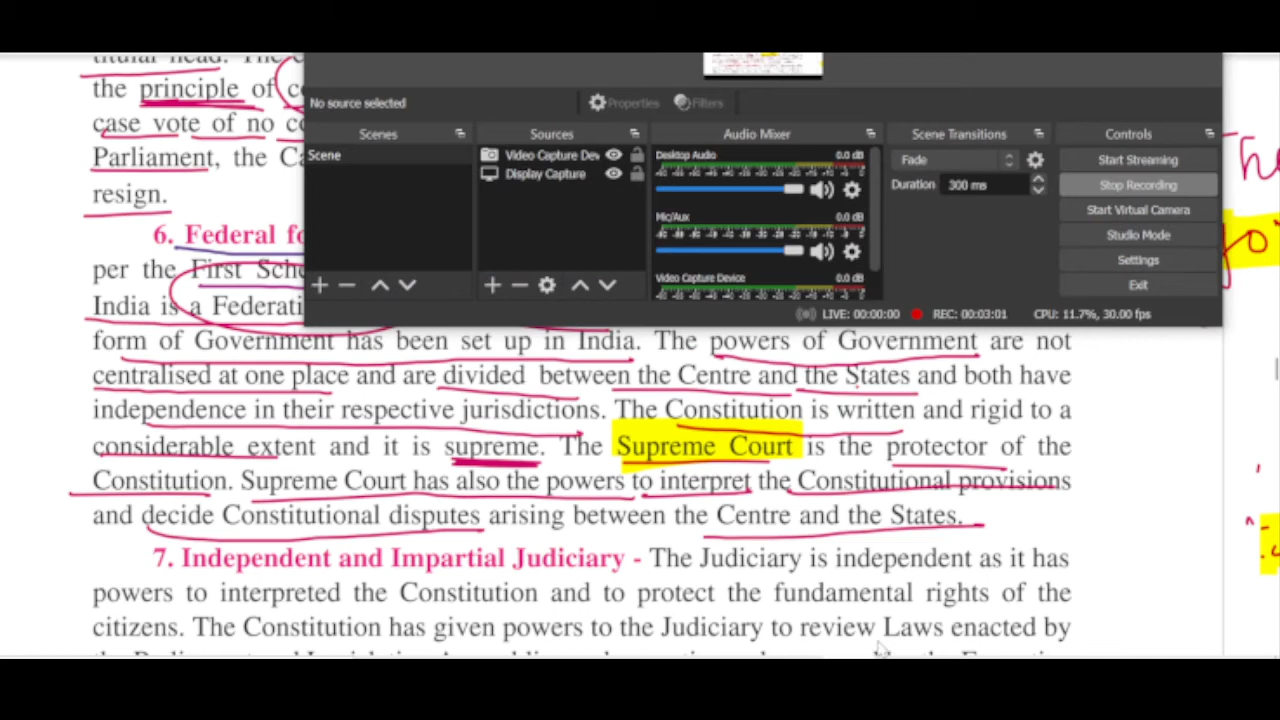 titular head. The
the principle of
case vote of no
Parliament, the
resign.
6. Federal
per the First
India is a
form of Government has been set up in India. The powers of Government are not
centralised at one place and are divided between the Centre and the States and both have
independence in their respective jurisdictions. The Constitution is written and rigid to a
considerable extent and it is supreme. The Supreme Court is the protector of the
Constitution. Supreme Court has also the powers to interpret the Constitutional provisions
and decide Constitutional disputes arising between the Centre and the States.
7. Independent and Impartial Judiciary - The Judiciary is independent as it has
powers to interpreted the Constitution and to protect the fundamental rights of the
citizens. The Constitution has given powers to the Judiciary to review Laws enacted by
No source selected
Properties
Filters
Scenes
Scene
Sources
Video Capture Dev
Display Capture
Audio Mixer
Desktop Audio 0.0 dB
Mic/Aux 0.0 dB
Video Capture Device 0.0 dB
Scene Transitions
Fade
Duration 300 ms
Controls
Start Streaming
Stop Recording
Start Virtual Camera
Studio Mode
Settings
Exit
LIVE: 00:00:00 REC: 00:03:01 CPU: 11.7%, 30.00 fps